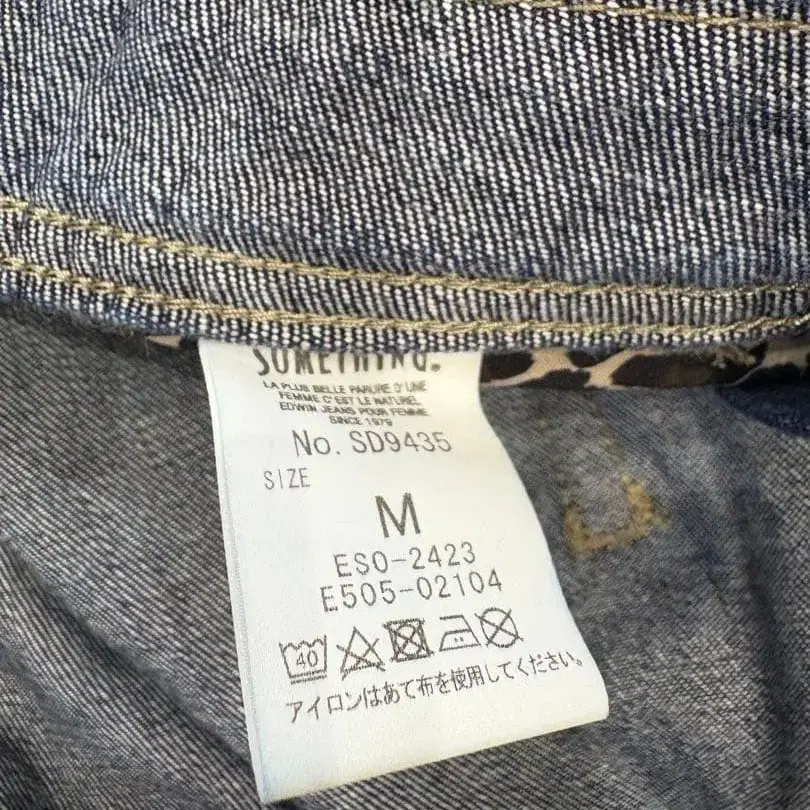 SOMETHING.
LA PLUS BELLE PARURE D'UNE
FEMME C'EST LE NATUREL
EDWIN JEANS POUR FEMME
SINCE 1979
No. SD9435
SIZE
M
ESO-2423
E505-02104
40
アイロンはあて布を使用してください。